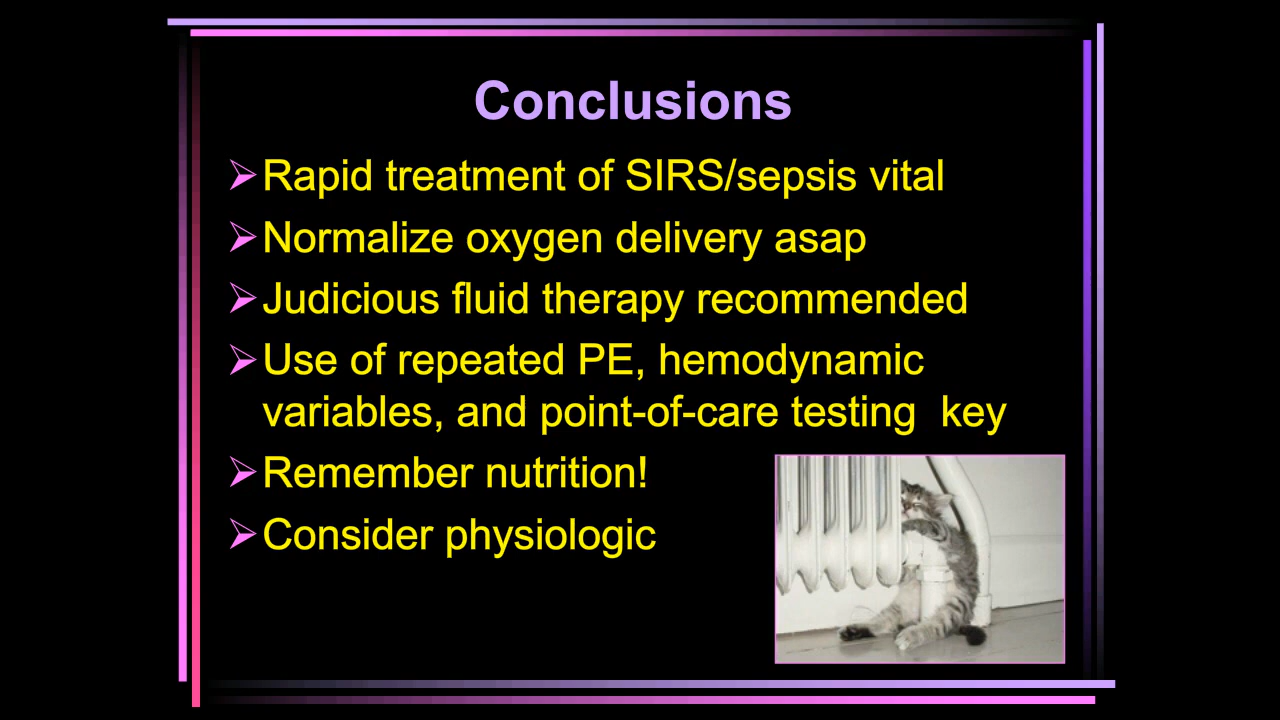 Conclusions
Rapid treatment of SIRS/sepsis vital
Normalize oxygen delivery asap
Judicious fluid therapy recommended
Use of repeated PE, hemodynamic
variables, and point-of-care testing  key
Remember nutrition!
Consider physiologic